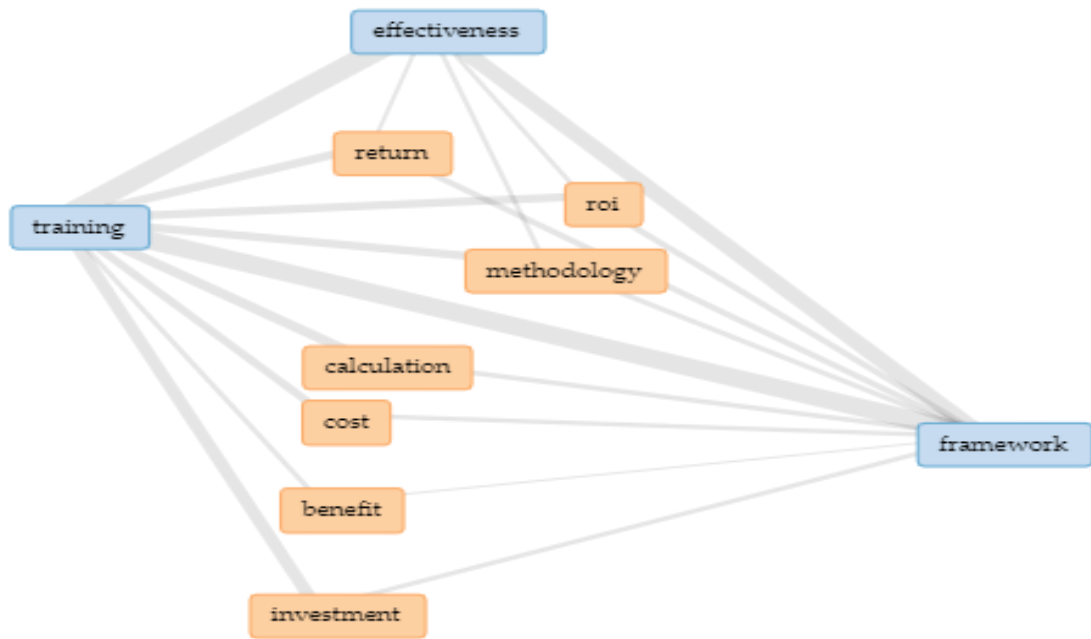 effectiveness
return
roi
training
methodology
calculation
cost
framework
benefit
investment